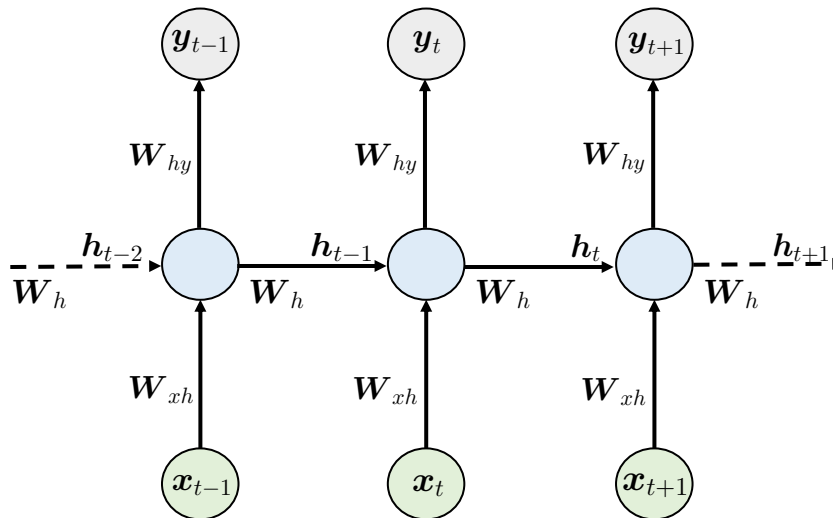 y_{t-1} y_t y_{t+1}
W_{hy} W_{hy} W_{hy}
h_{t-2} h_{t-1} h_t h_{t+1}
W_h W_h W_h W_h
W_{xh} W_{xh} W_{xh}
x_{t-1} x_t x_{t+1}